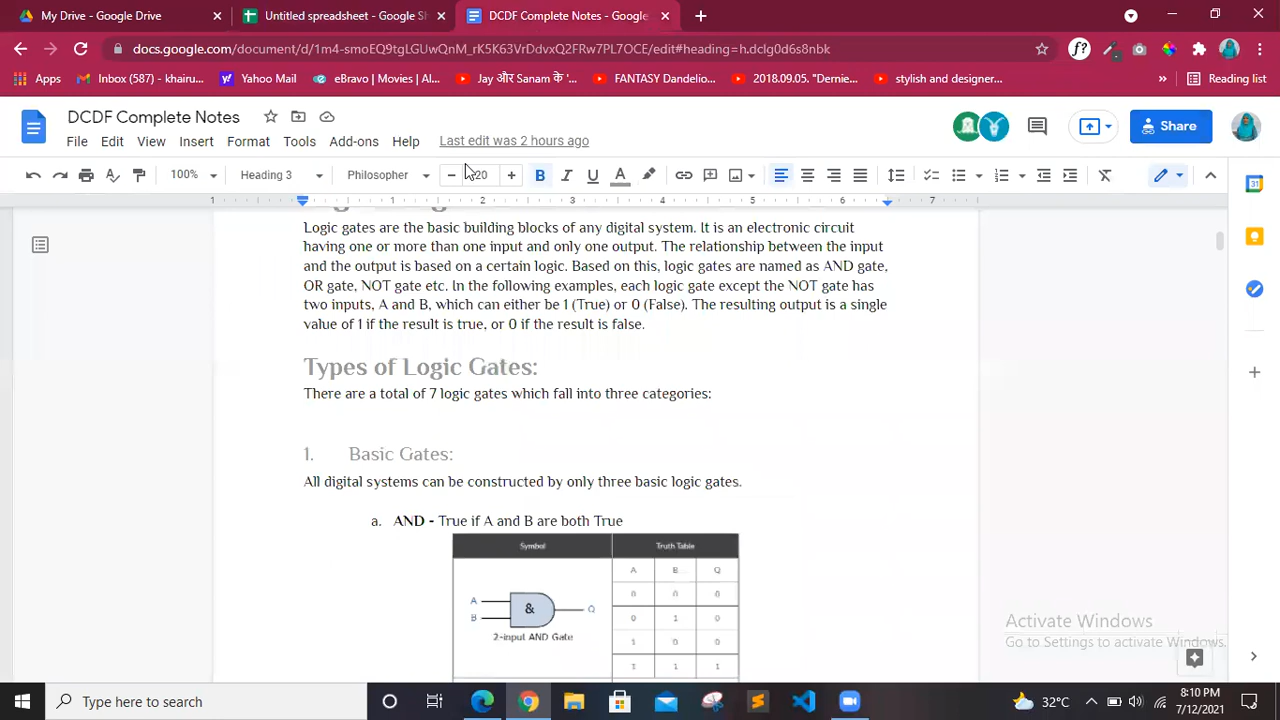 My Drive - Google Drive
Untitled spreadsheet - Google Sh
DCDF Complete Notes - Google
docs.google.com/document/d/1m4-smoEQ9tgLGUwQnM_rK5K63VrDdvxQ2FRw7PL7OCE/edit#heading=h.dclg0d6s8nbk
Apps
Inbox (587) - khairu...
Yahoo Mail
eBravo | Movies | Al...
Jay और Sanam के '...
FANTASY Dandelio...
2018.09.05. "Dernie...
stylish and designer...
Reading list
DCDF Complete Notes
File Edit View Insert Format Tools Add-ons Help Last edit was 2 hours ago
Share
100% Heading 3 Philosopher 20 B I U A
1 1 2 3 4 5 6 7
Logic gates are the basic building blocks of any digital system. It is an electronic circuit
having one or more than one input and only one output. The relationship between the input
and the output is based on a certain logic. Based on this, logic gates are named as AND gate,
OR gate, NOT gate etc. In the following examples, each logic gate except the NOT gate has
two inputs, A and B, which can either be 1 (True) or 0 (False). The resulting output is a single
value of 1 if the result is true, or 0 if the result is false.
Types of Logic Gates:
There are a total of 7 logic gates which fall into three categories:
1. Basic Gates:
All digital systems can be constructed by only three basic logic gates.
a. AND - True if A and B are both True
Symbol Truth Table
A B Q
0 0 0
0 1 0
1 0 0
1 1 1
A
B
&
Q
2-input AND Gate
Activate Windows
Go to Settings to activate Windows.
Type here to search
32°C
8:10 PM
7/12/2021